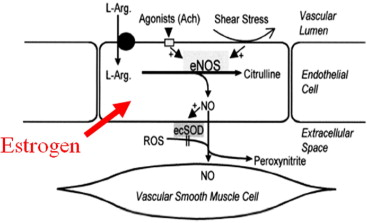 L-Arg.
Agonists (Ach)
Shear Stress
Vascular
Lumen
+
+
eNOS
L-Arg.
Citrulline
Endothelial
Cell
Estrogen
+
NO
ecSOD
ROS
Extracellular
Space
Peroxynitrite
NO
Vascular Smooth Muscle Cell